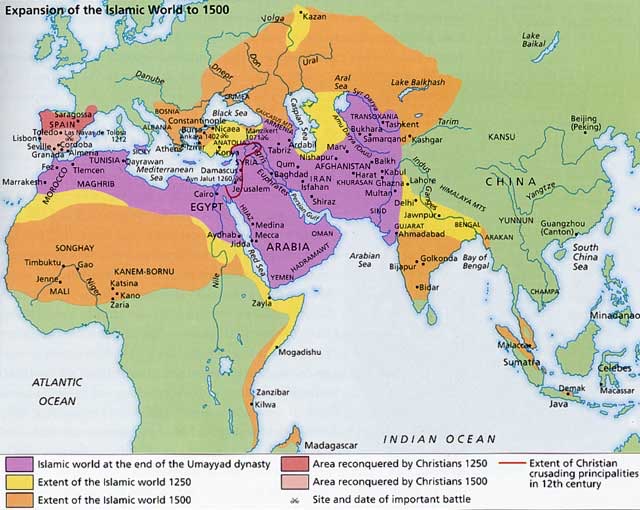 Expansion of the Islamic World to 1500
Volga
Kazan
Lake
Baikal
Don
Dnepr
Ural
Aral
Sea
Lake Balkhash
Danube
CRIMEA
Syr Darya
BOSNIA
Black Sea
CAUCASUS MTS
Caspian Sea
TRANSOXANIA
Tashkent
Saragossa
SPAIN
Constantinople
ALBANIA
Bursa
Nicaea
Manzikert
1071
ARMENIA
Amu Darya (Oxus)
Bukhara
Samarqand
Kashgar
Tarim
KANSU
Beijing
(Peking)
Toledo
Las Navas de Tolosa
1212
Lisbon
Ankara
1402
ANATOLIA
Ardabil
Seville
Cordoba
Granada
Almeria
SICILY
Athens
Izmir
Konya
Tabriz
Nishapur
Marv
Balkh
TUNISIA
Qayrawan
SYRIA
Qum
AFGHANISTAN
Kabul
Indus
CHINA
Fez
Tlemcen
Mediterranean
Sea
Damascus
Ayn Jalut 1260
Euphrates
Baghdad
IRAN
Harat
KHURASAN
Ghazna
Lahore
HIMALAYA MTS
Yangtze
Marrakesh
MOROCCO
MAGHRIB
Jerusalem
Isfahan
Multan
Ganges
Cairo
Shiraz
Delhi
EGYPT
Persian Gulf
SIND
Jawnpur
YUNNUN
HIJAZ
Medina
OMAN
GUJARAT
BENGAL
Guangzhou
(Canton)
SONGHAY
Aydhab
Mecca
Ahmadabad
ARAKAN
Jidda
ARABIA
Arabian
Sea
South
China
Sea
Timbuktu
Gao
KANEM-BORNU
Red Sea
HADRAMAWT
Golkonda
Bay of
Bengal
Jenne
Katsina
Nile
YEMEN
Bijapur
MALI
Niger
Kano
Zaria
Zayla
Bidar
CHAMPA
Mindanao
Mogadishu
Malacca
Sumatra
Celebes
ATLANTIC
OCEAN
Zanzibar
Kilwa
Demak
Java
Macassar
INDIAN OCEAN
Madagascar
Islamic world at the end of the Umayyad dynasty
Extent of the Islamic world 1250
Extent of the Islamic world 1500
Area reconquered by Christians 1250
Area reconquered by Christians 1500
Site and date of important battle
Extent of Christian
crusading principalities
in 12th century